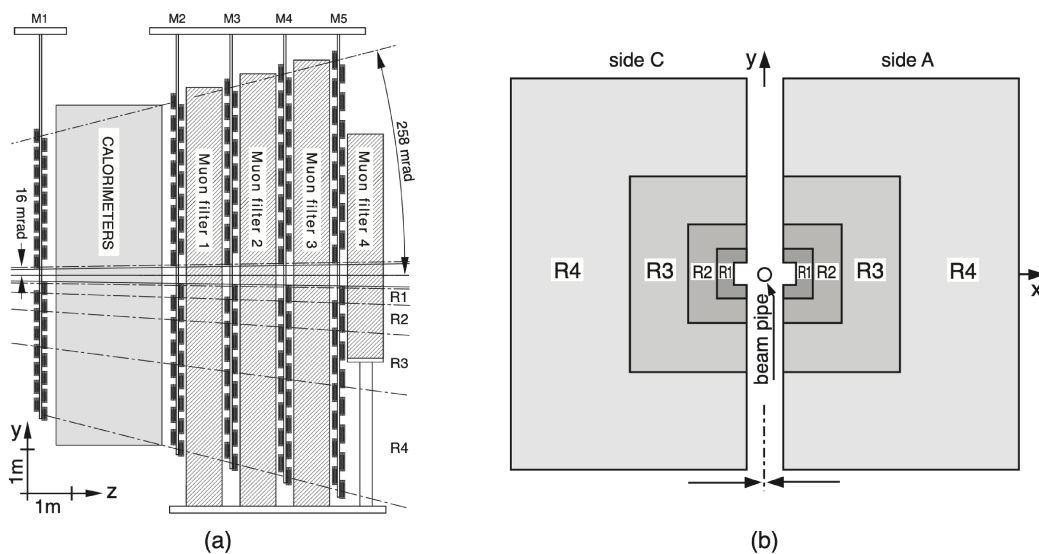 M1
M2
M3
M4
M5
CALORIMETERS
Muon filter 1
Muon filter 2
Muon filter 3
Muon filter 4
258 mrad
16 mrad
R1
R2
R3
R4
y
1m
z
1m
(a)
side C
y
side A
R4
R3
R2
R1
R1
R2
R3
R4
x
beam pipe
(b)